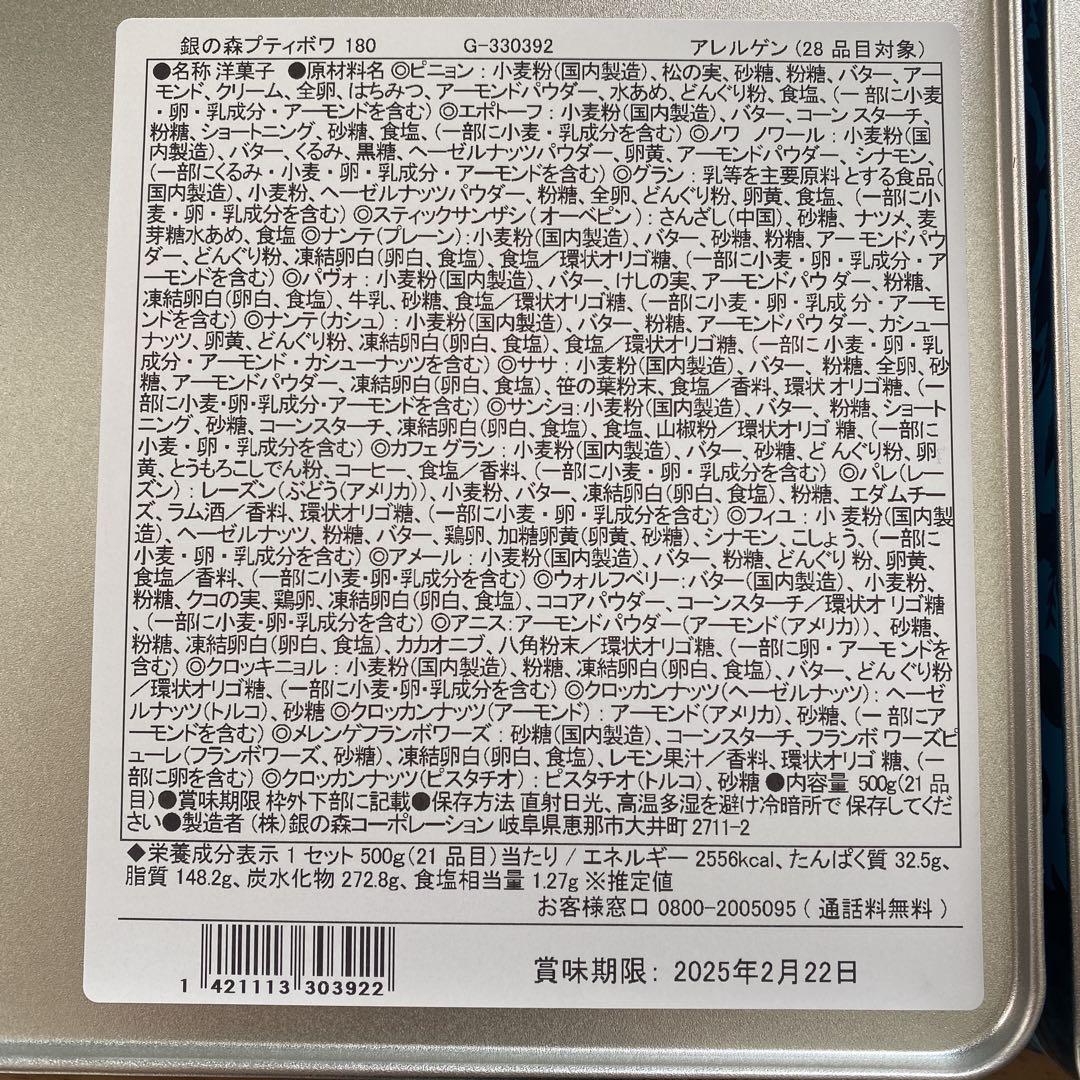 銀の森プティボワ 180 G-330392 アレルゲン(28 品目対象)
●名称 洋菓子 ●原材料名 ◎ピニョン：小麦粉(国内製造)、松の実、砂糖、粉糖、バター、アー
モンド、クリーム、全卵、はちみつ、アーモンドパウダー、水あめ、どんぐり粉、食塩、(一部に小麦
・卵・乳成分・アーモンドを含む) ◎エポトーフ：小麦粉(国内製造)、バター、コーンスターチ、
粉糖、ショートニング、砂糖、食塩、(一部に小麦・乳成分を含む) ◎ノワ ノワール：小麦粉(国
内製造)、バター、くるみ、黒糖、ヘーゼルナッツパウダー、卵黄、アーモンドパウダー、シナモン、
(一部にくるみ・小麦・卵・乳成分・アーモンドを含む) ◎グラン：乳等を主要原料とする食品(
国内製造)、小麦粉、ヘーゼルナッツパウダー、粉糖、全卵、どんぐり粉、卵黄、食塩、(一部に小
麦・卵・乳成分を含む) ◎スティックサンザシ(オーベピン)：さんざし(中国)、砂糖、ナツメ、麦
芽糖水あめ、食塩 ◎ナンテ(プレーン)：小麦粉(国内製造)、バター、砂糖、粉糖、アーモンドパウ
ダー、どんぐり粉、凍結卵白(卵白、食塩)、食塩／環状オリゴ糖、(一部に小麦・卵・乳成分・ア
ーモンドを含む) ◎パヴォ：小麦粉(国内製造)、バター、けしの実、アーモンドパウダー、粉糖、
凍結卵白(卵白、食塩)、牛乳、砂糖、食塩／環状オリゴ糖、(一部に小麦・卵・乳成分・アーモ
ンドを含む) ◎ナンテ(カシュ)：小麦粉(国内製造)、バター、粉糖、アーモンドパウダー、カシュー
ナッツ、卵黄、どんぐり粉、凍結卵白(卵白、食塩)、食塩／環状オリゴ糖、(一部に小麦・卵・乳
成分・アーモンド・カシューナッツを含む) ◎ササ：小麦粉(国内製造)、バター、粉糖、全卵、砂
糖、アーモンドパウダー、凍結卵白(卵白、食塩)、笹の葉粉末、食塩／香料、環状オリゴ糖、(一
部に小麦・卵・乳成分・アーモンドを含む) ◎サンショ：小麦粉(国内製造)、バター、粉糖、ショート
ニング、砂糖、コーンスターチ、凍結卵白(卵白、食塩)、食塩、山椒粉／環状オリゴ糖、(一部に
小麦・卵・乳成分を含む) ◎カフェグラン：小麦粉(国内製造)、バター、砂糖、どんぐり粉、卵
黄、とうもろこしでん粉、コーヒー、食塩／香料、(一部に小麦・卵・乳成分を含む) ◎パレ(レー
ズン)：レーズン(ぶどう(アメリカ))、小麦粉、バター、凍結卵白(卵白、食塩)、粉糖、エダムチー
ズ、ラム酒／香料、環状オリゴ糖、(一部に小麦・卵・乳成分を含む) ◎フィユ：小麦粉(国内製
造)、ヘーゼルナッツ、粉糖、バター、鶏卵、加糖卵黄(卵黄、砂糖)、シナモン、こしょう、(一部に
小麦・卵・乳成分を含む) ◎アメール：小麦粉(国内製造)、バター、粉糖、どんぐり粉、卵黄、
食塩／香料、(一部に小麦・卵・乳成分を含む) ◎ウォルフベリー：バター(国内製造)、小麦粉、
粉糖、クコの実、鶏卵、凍結卵白(卵白、食塩)、ココアパウダー、コーンスターチ／環状オリゴ糖
、(一部に小麦・卵・乳成分を含む) ◎アニス：アーモンドパウダー(アーモンド(アメリカ))、砂糖、
粉糖、凍結卵白(卵白、食塩)、カカオニブ、八角粉末／環状オリゴ糖、(一部に卵・アーモンドを
含む) ◎クロッキニョル：小麦粉(国内製造)、粉糖、凍結卵白(卵白、食塩)、バター、どんぐり粉
／環状オリゴ糖、(一部に小麦・卵・乳成分を含む) ◎クロッカンナッツ(ヘーゼルナッツ)：ヘーゼ
ルナッツ(トルコ)、砂糖 ◎クロッカンナッツ(アーモンド)：アーモンド(アメリカ)、砂糖、(一部にア
ーモンドを含む) ◎メレンゲフランボワーズ：砂糖(国内製造)、コーンスターチ、フランボワーズピ
ューレ(フランボワーズ、砂糖)、凍結卵白(卵白、食塩)、レモン果汁／香料、環状オリゴ糖、(一
部に卵を含む) ◎クロッカンナッツ(ピスタチオ)：ピスタチオ(トルコ)、砂糖 ●内容量 500g(21 品
目)●賞味期限 枠外下部に記載●保存方法 直射日光、高温多湿を避け冷暗所で保存してくだ
さい●製造者 (株)銀の森コーポレーション 岐阜県恵那市大井町 2711-2
◆栄養成分表示 1 セット 500g(21 品目)当たり / エネルギー 2556kcal、たんぱく質 32.5g、
脂質 148.2g、炭水化物 272.8g、食塩相当量 1.27g ※推定値
お客様窓口 0800-2005095 ( 通話料無料 )
1 421113 303922
賞味期限: 2025年2月22日